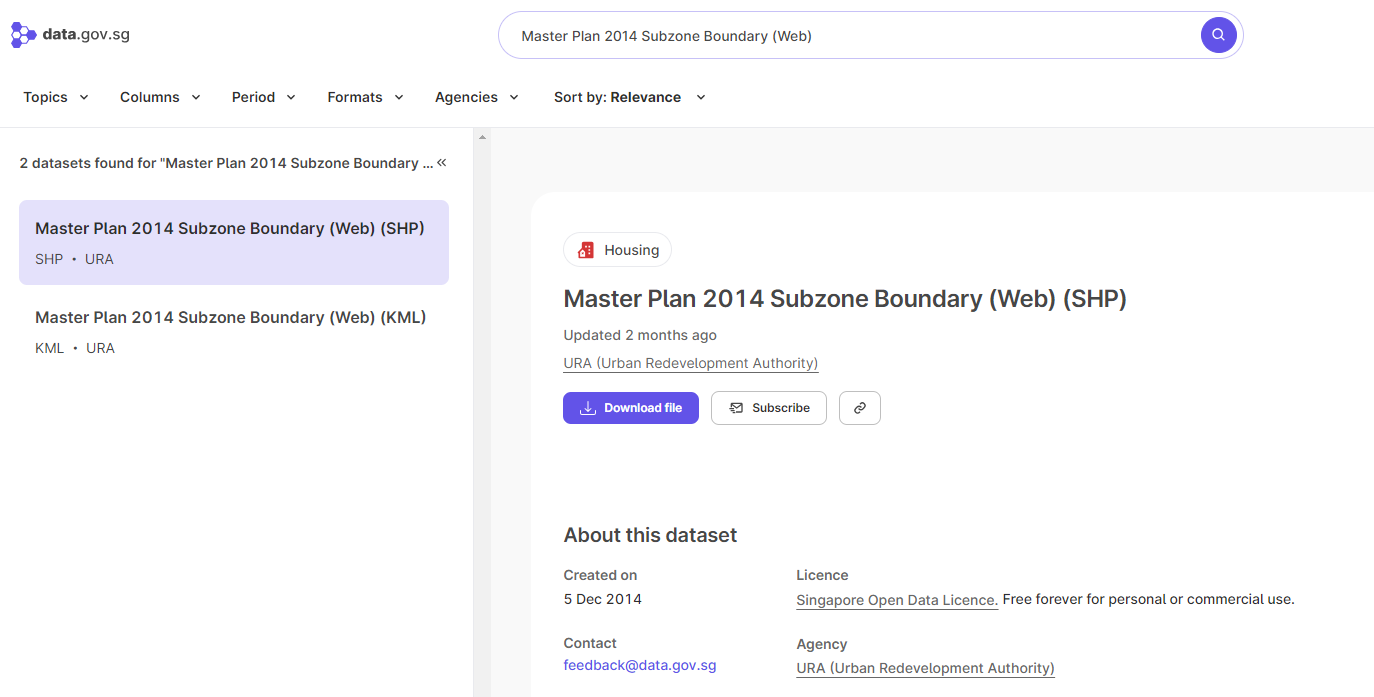 data.gov.sg
Master Plan 2014 Subzone Boundary (Web)
Topics Columns Period Formats Agencies Sort by: Relevance
2 datasets found for "Master Plan 2014 Subzone Boundary ...
Master Plan 2014 Subzone Boundary (Web) (SHP)
SHP • URA
Master Plan 2014 Subzone Boundary (Web) (KML)
KML • URA
Housing
Master Plan 2014 Subzone Boundary (Web) (SHP)
Updated 2 months ago
URA (Urban Redevelopment Authority)
Download file Subscribe
About this dataset
Created on
5 Dec 2014
Licence
Singapore Open Data Licence. Free forever for personal or commercial use.
Contact
feedback@data.gov.sg
Agency
URA (Urban Redevelopment Authority)